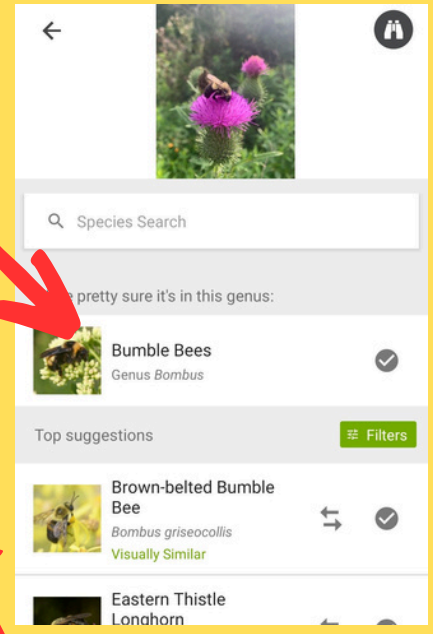 Species Search
pretty sure it's in this genus:
Bumble Bees
Genus Bombus
Top suggestions
Filters
Brown-belted Bumble
Bee
Bombus griseocollis
Visually Similar
Eastern Thistle
Longhorn